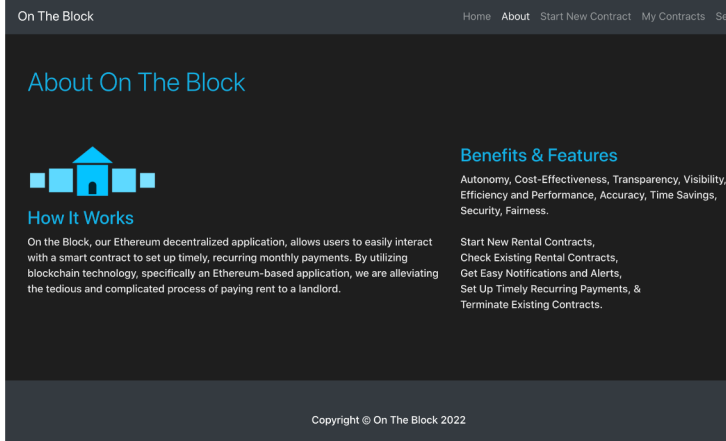 On The Block
Home About Start New Contract My Contracts
About On The Block
How It Works
On the Block, our Ethereum decentralized application, allows users to easily interact
with a smart contract to set up timely, recurring monthly payments. By utilizing
blockchain technology, specifically an Ethereum-based application, we are alleviating
the tedious and complicated process of paying rent to a landlord.
Benefits & Features
Autonomy, Cost-Effectiveness, Transparency, Visibility,
Efficiency and Performance, Accuracy, Time Savings,
Security, Fairness.
Start New Rental Contracts,
Check Existing Rental Contracts,
Get Easy Notifications and Alerts,
Set Up Timely Recurring Payments, &
Terminate Existing Contracts.
Copyright © On The Block 2022